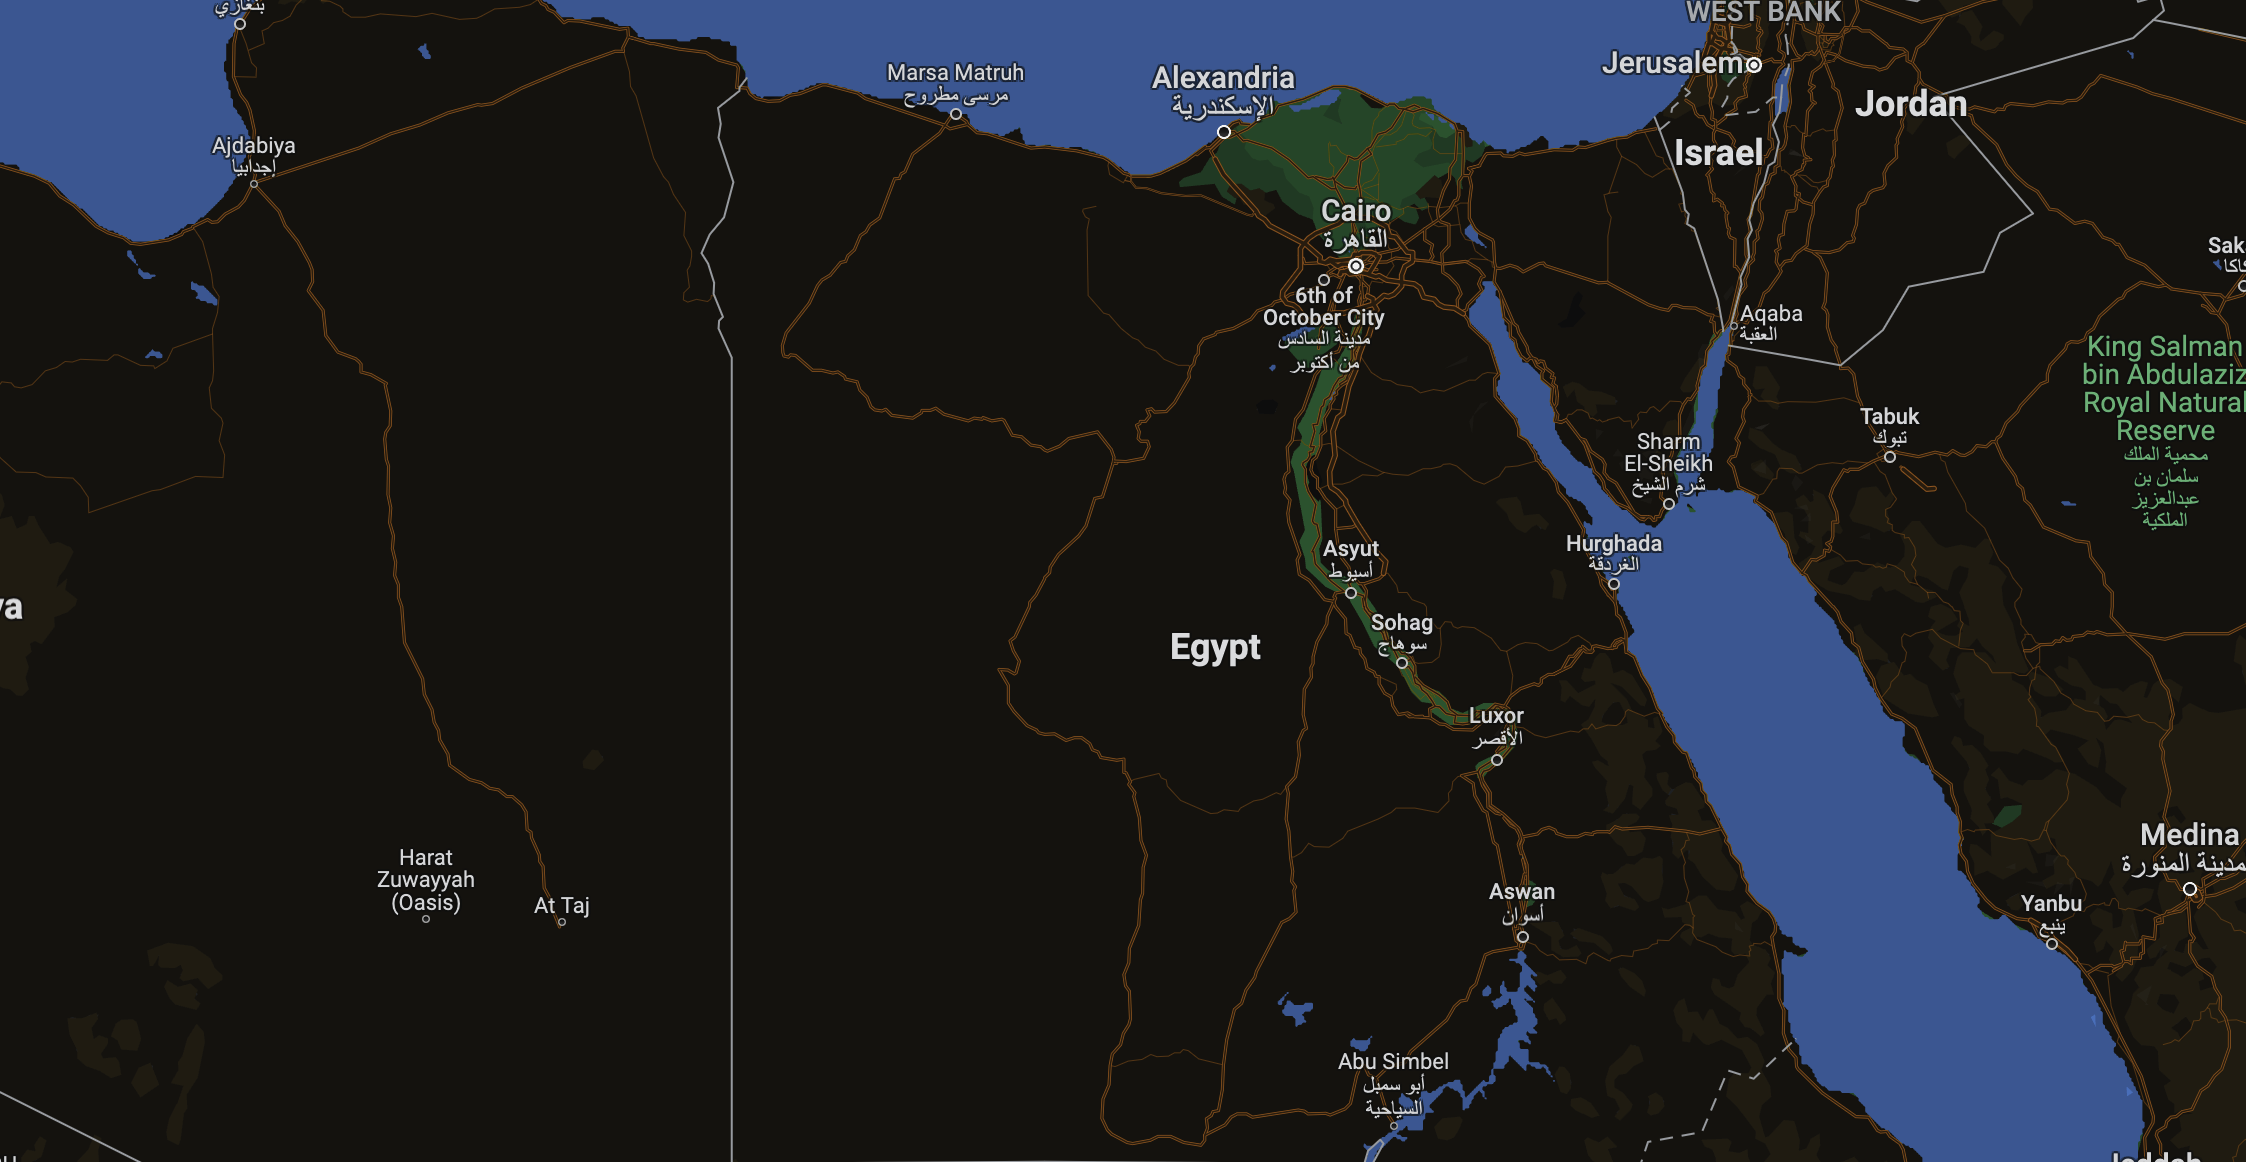 بنغازي
WEST BANK
Jerusalem
Marsa Matruh
مرسى مطروح
Alexandria
الإسكندرية
Jordan
Israel
Ajdabiya
إجدابيا
Cairo
القاهرة
6th of
October City
مدينة السادس
من أكتوبر
Aqaba
العقبة
King Salman
bin Abdulaziz
Royal Natural
Reserve
محمية الملك
سلمان بن
عبدالعزيز
الملكية
Tabuk
تبوك
Sharm
El-Sheikh
شرم الشيخ
Hurghada
الغردقة
Asyut
أسيوط
Sohag
سوهاج
Egypt
Luxor
الأقصر
Medina
المدينة المنورة
Harat
Zuwayyah
(Oasis)
At Taj
Aswan
أسوان
Yanbu
ينبع
Abu Simbel
أبو سمبل
السياحية